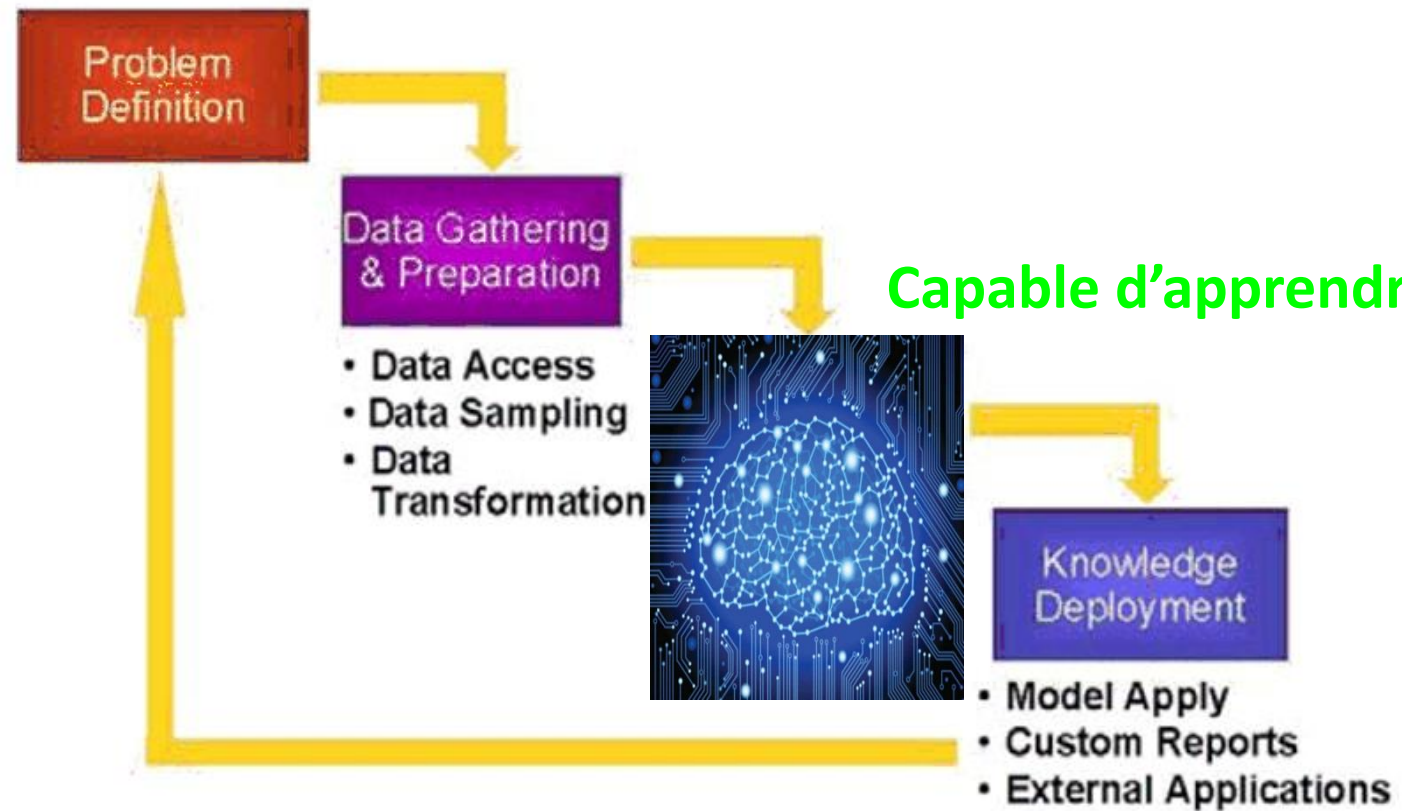 Problem
Definition
Data Gathering
& Preparation
Capable d’apprendr
• Data Access
• Data Sampling
• Data
Transformation
Knowledge
Deployment
• Model Apply
• Custom Reports
• External Applications